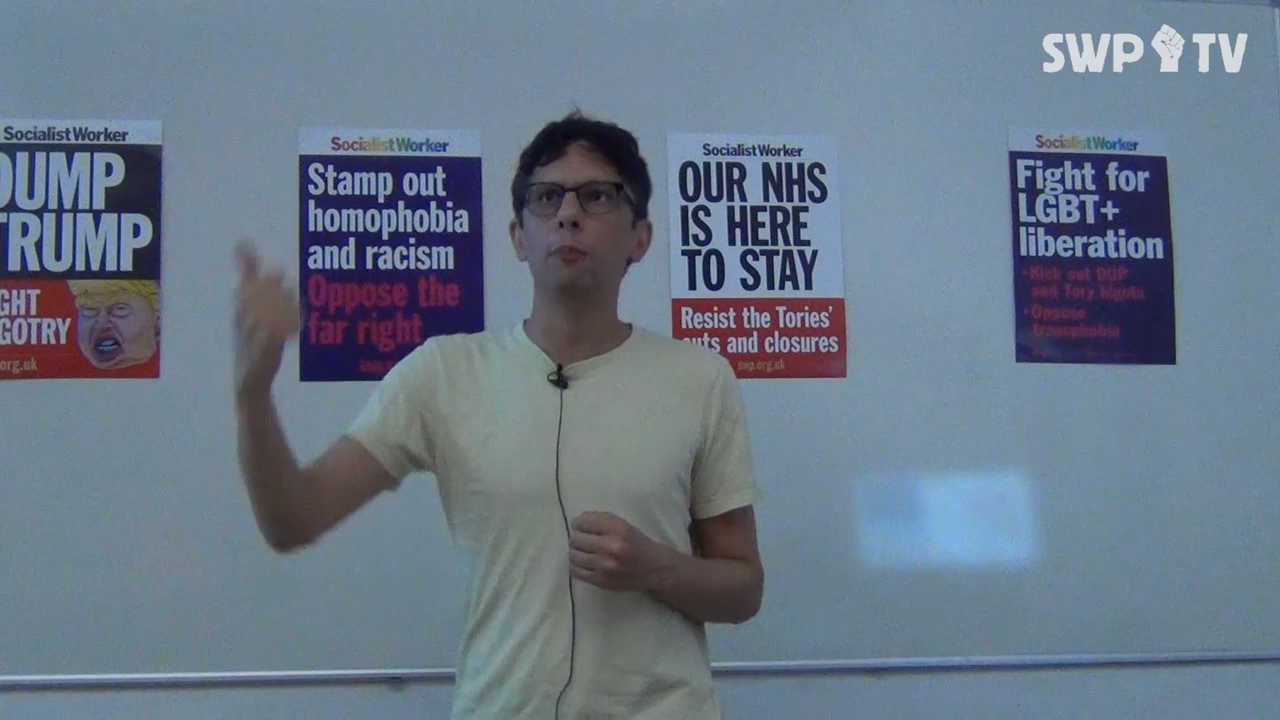 SWP TV
Socialist Worker
DUMP
TRUMP
GHT
GOTRY
org.uk
Socialist Worker
Stamp out
homophobia
and racism
Oppose the
far right
Socialist Worker
OUR NHS
IS HERE
TO STAY
Resist the Tories'
cuts and closures
swp.org.uk
Socialist Worker
Fight for
LGBT+
liberation
• Kick out DUP
and Tory bigots
• Oppose
transphobia